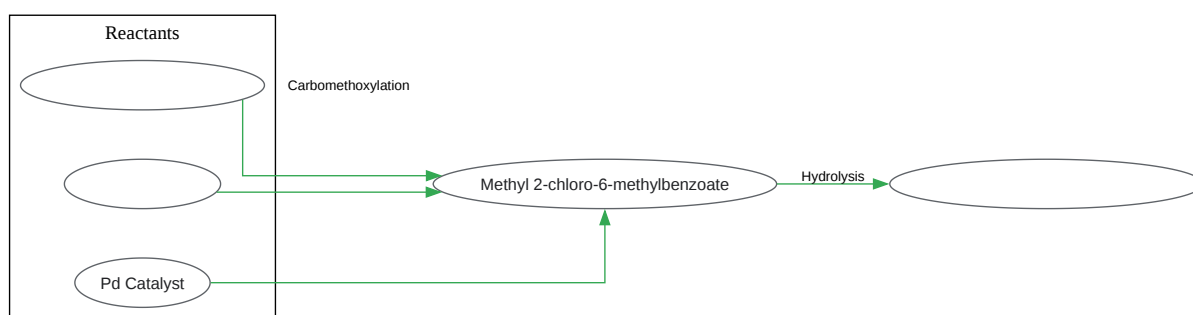 Reactants
Carbomethoxylation
Methyl 2-chloro-6-methylbenzoate
Hydrolysis
Pd Catalyst